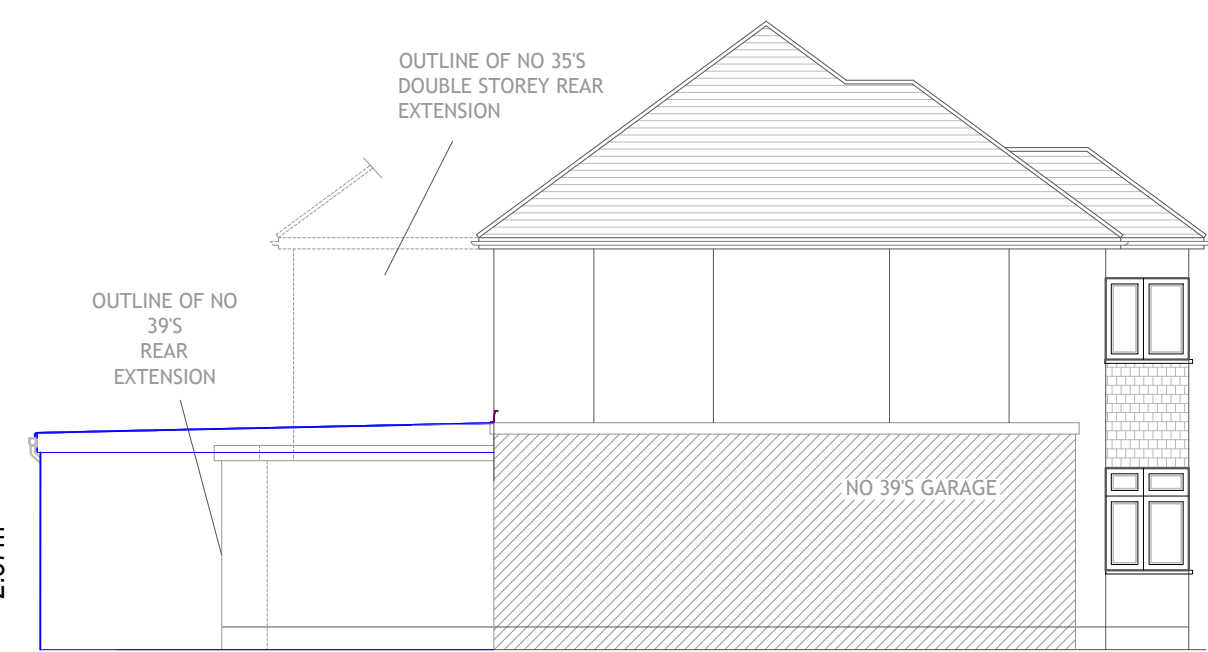 OUTLINE OF NO 35'S
DOUBLE STOREY REAR
EXTENSION
OUTLINE OF NO
39'S
REAR
EXTENSION
NO 39'S GARAGE